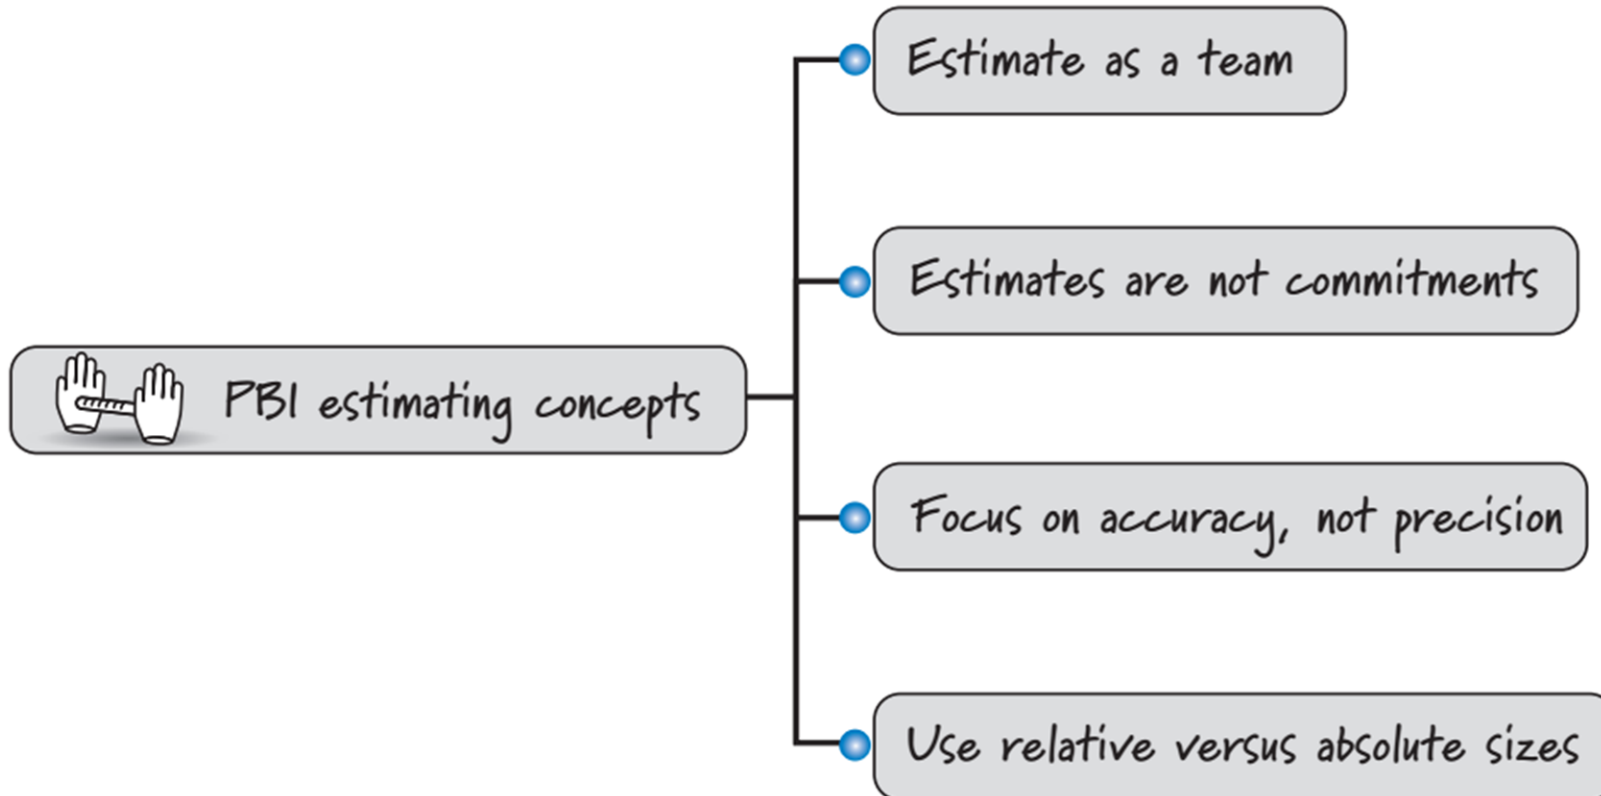 Estimate as a team
Estimates are not commitments
PBI estimating concepts
Focus on accuracy, not precision
Use relative versus absolute sizes